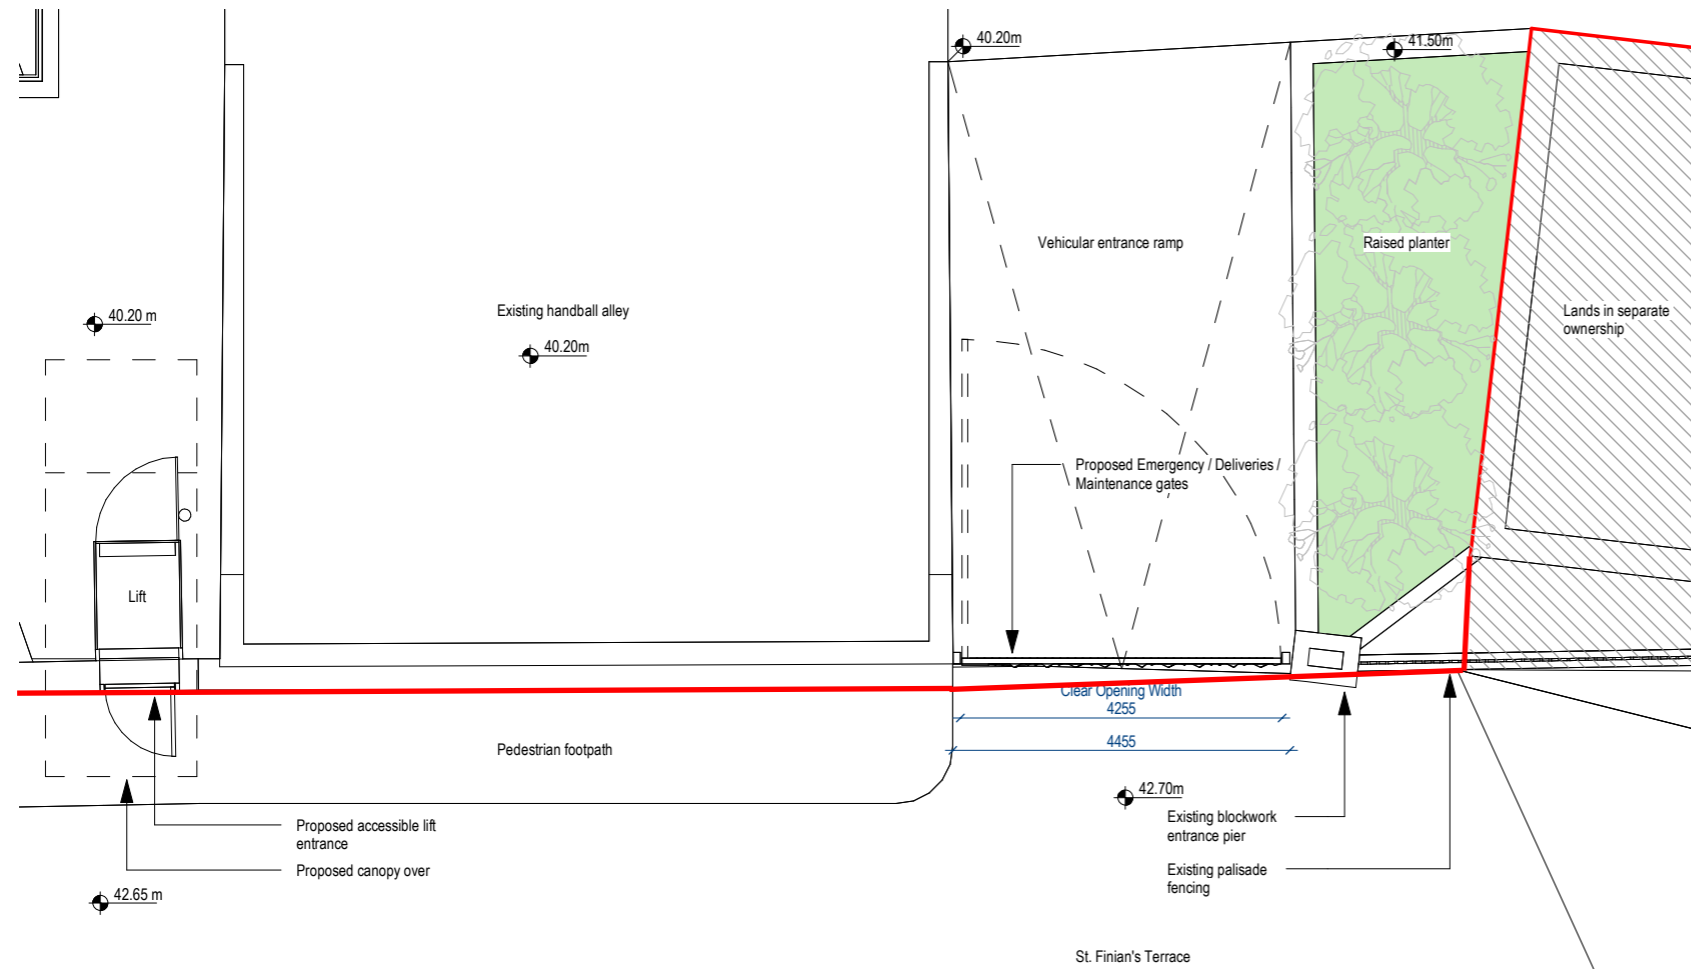 40.20m
41.50m
Vehicular entrance ramp
Raised planter
Existing handball alley
40.20 m
40.20m
Lands in separate
ownership
Proposed Emergency / Deliveries /
Maintenance gates
Lift
Clear Opening Width
4255
4455
Pedestrian footpath
42.70m
Existing blockwork
entrance pier
Proposed accessible lift
entrance
Proposed canopy over
Existing palisade
fencing
42.65 m
St. Finian's Terrace